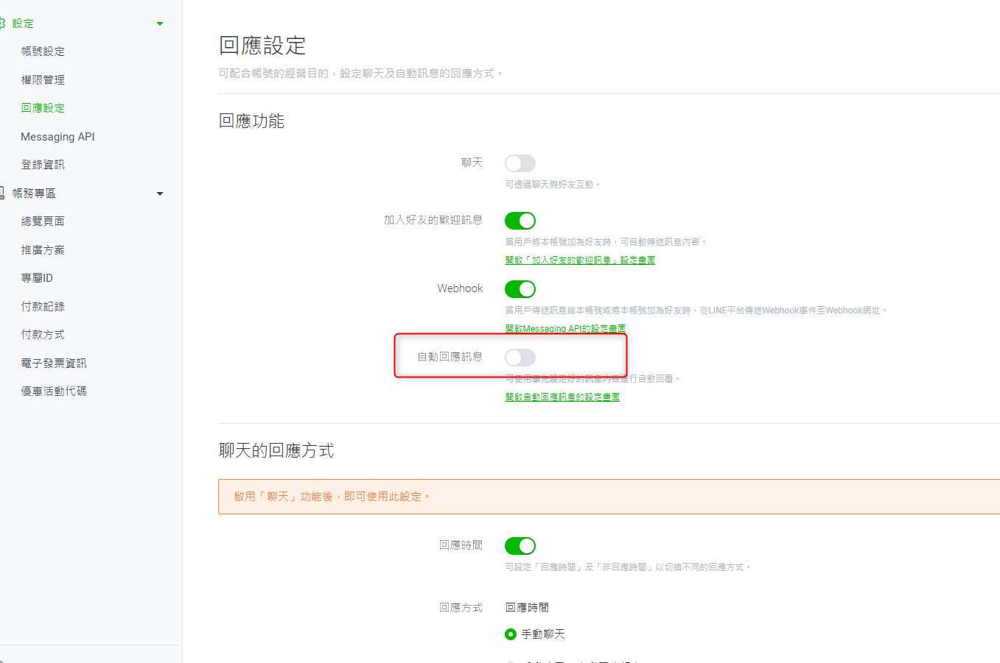 設定
帳號設定
權限管理
回應設定
Messaging API
登錄資訊
帳務專區
總覽頁面
推廣方案
專屬ID
付款記錄
付款方式
電子發票資訊
優惠活動代碼
回應設定
可配合帳號的經營目的，設定聊天及自動訊息的回應方式。
回應功能
聊天
可透過聊天與好友互動。
加入好友的歡迎訊息
當用戶將本帳號加為好友時，可自動傳送訊息內容。
開啟「加入好友的歡迎訊息」設定畫面
Webhook
當用戶傳送訊息給本帳號或將本帳號加為好友時，從LINE平台傳送Webhook事件至Webhook網址。
開啟Messaging API的設定畫面
自動回應訊息
可使用事先設定好的訊息內容進行自動回覆。
開啟自動回應訊息的設定畫面
聊天的回應方式
啟用「聊天」功能後，即可使用此設定。
回應時間
可設定「回應時間」及「非回應時間」以切換不同的回應方式。
回應方式
回應時間
手動聊天